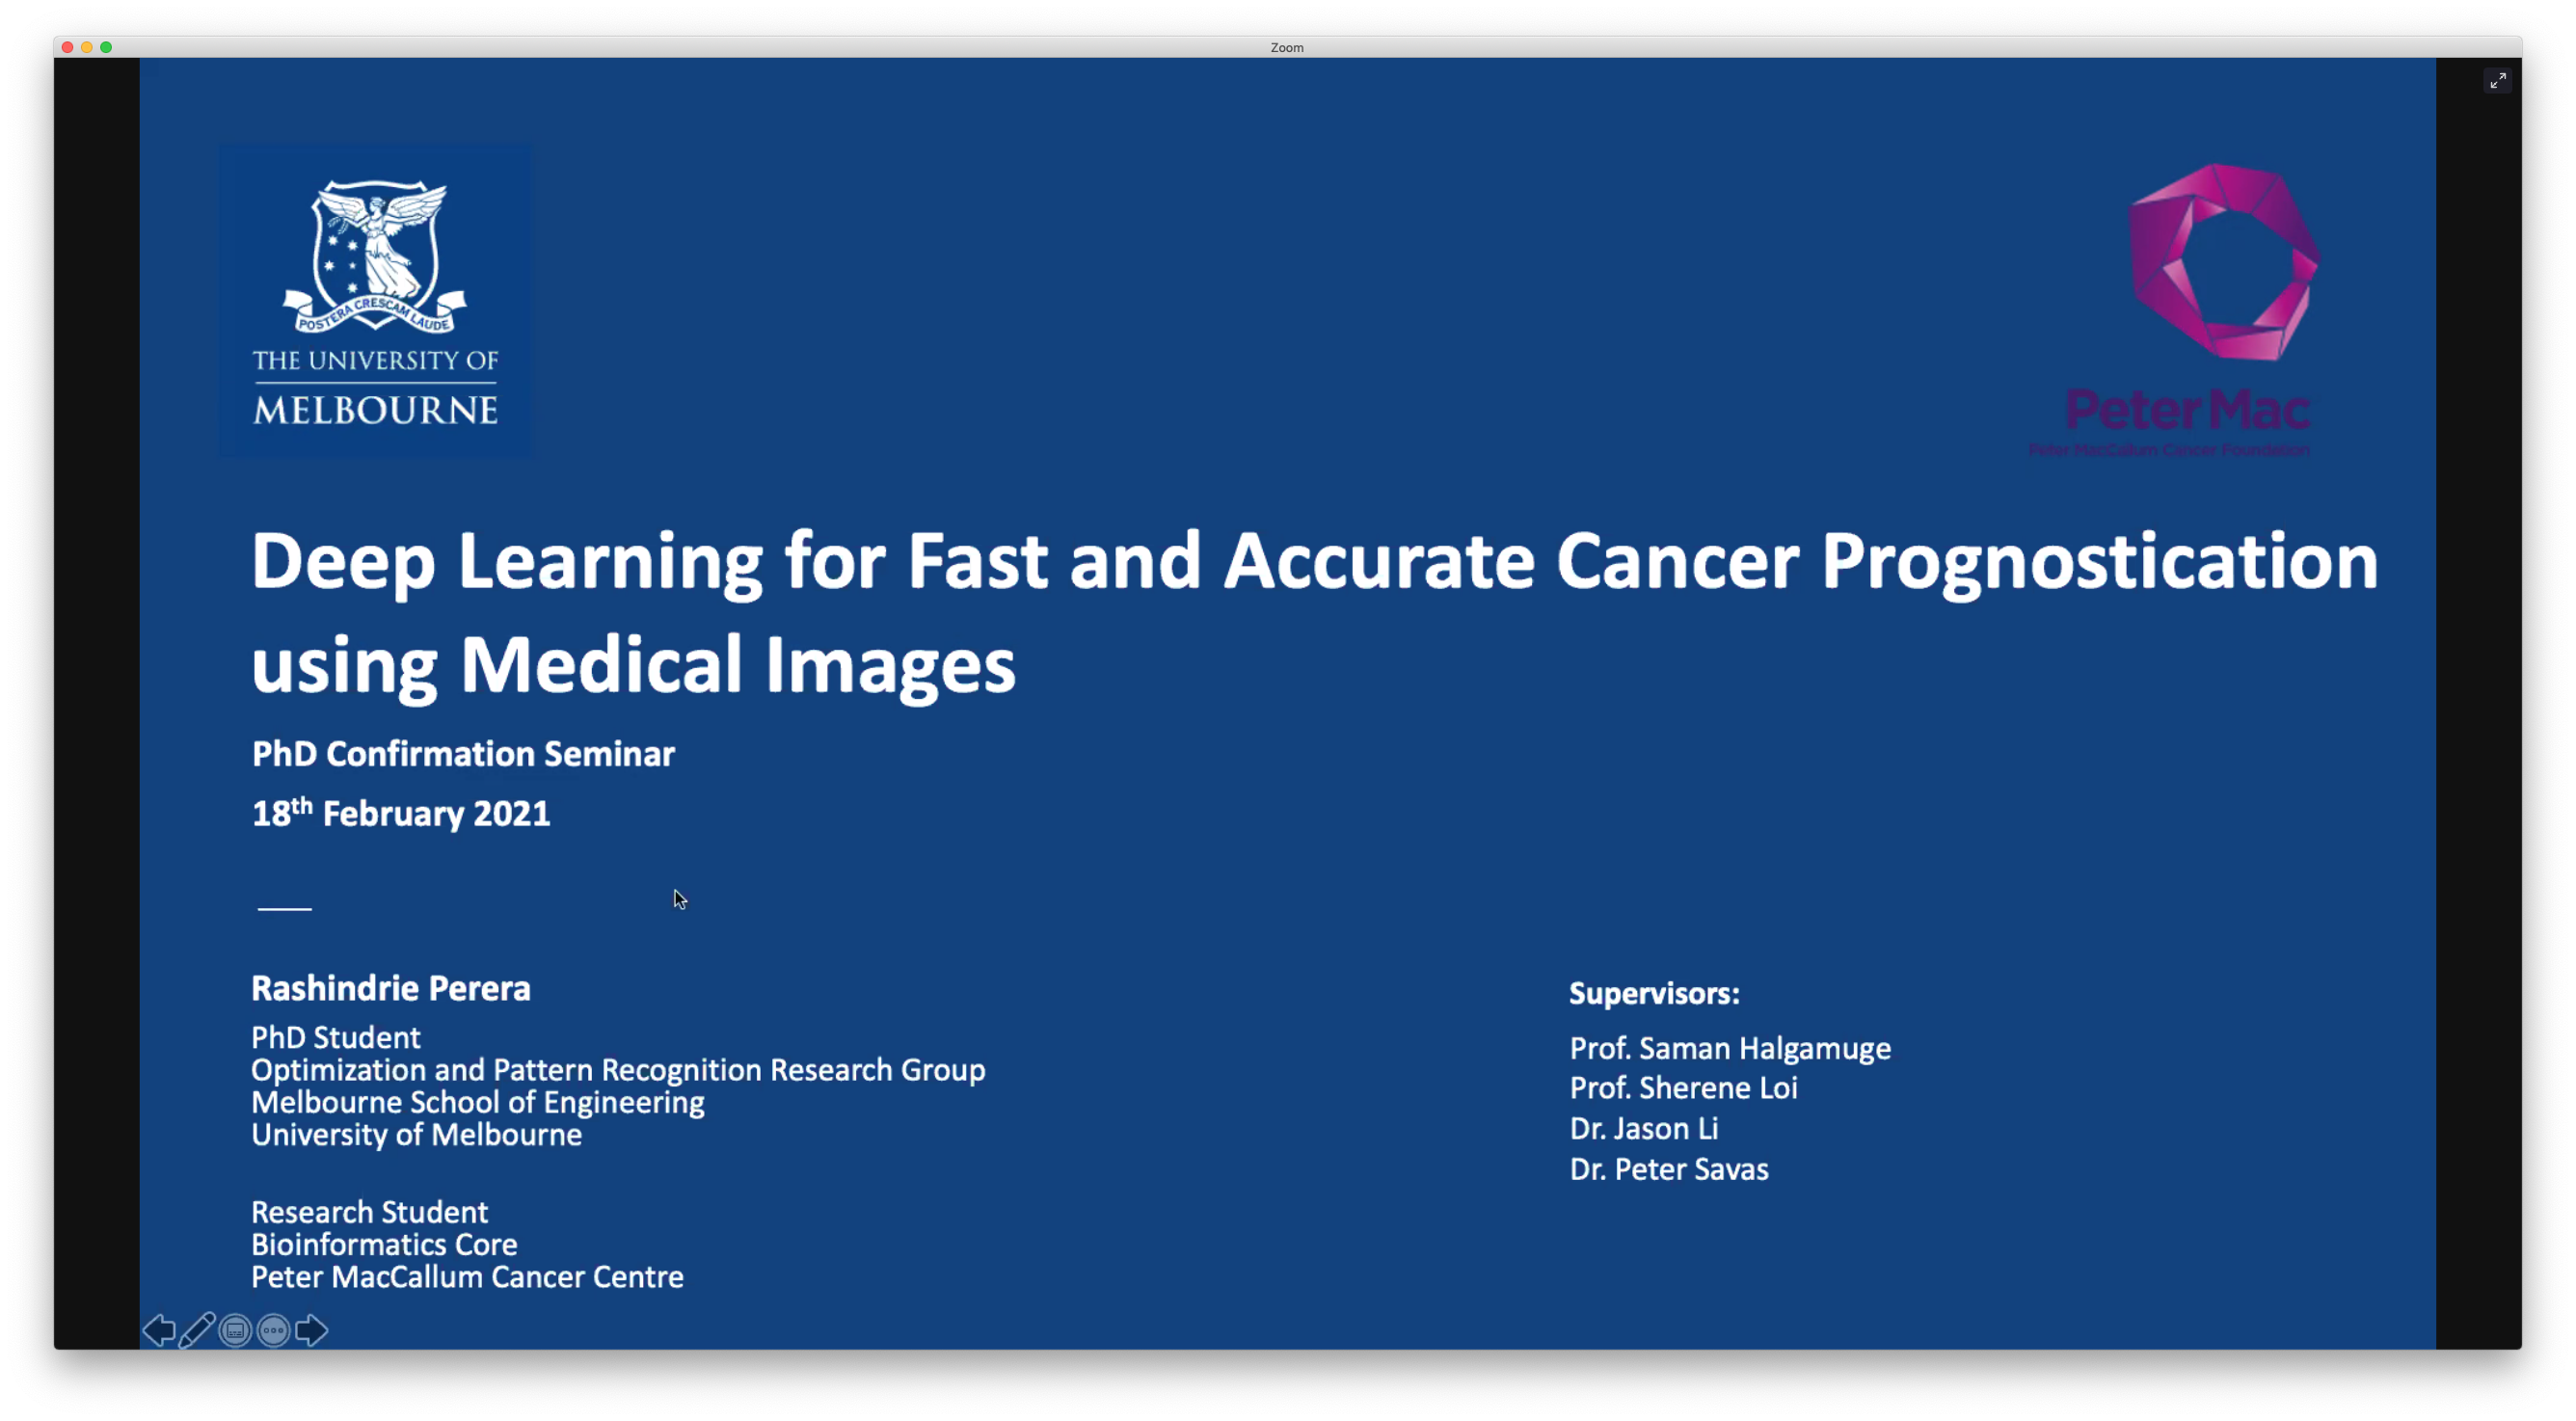 Zoom
POSTERA CRESCAM LAUDE
THE UNIVERSITY OF
MELBOURNE
Peter Mac
Peter MacCallum Cancer Foundation
Deep Learning for Fast and Accurate Cancer Prognostication
using Medical Images
PhD Confirmation Seminar
18th February 2021
Rashindrie Perera
PhD Student
Optimization and Pattern Recognition Research Group
Melbourne School of Engineering
University of Melbourne
Research Student
Bioinformatics Core
Peter MacCallum Cancer Centre
Supervisors:
Prof. Saman Halgamuge
Prof. Sherene Loi
Dr. Jason Li
Dr. Peter Savas